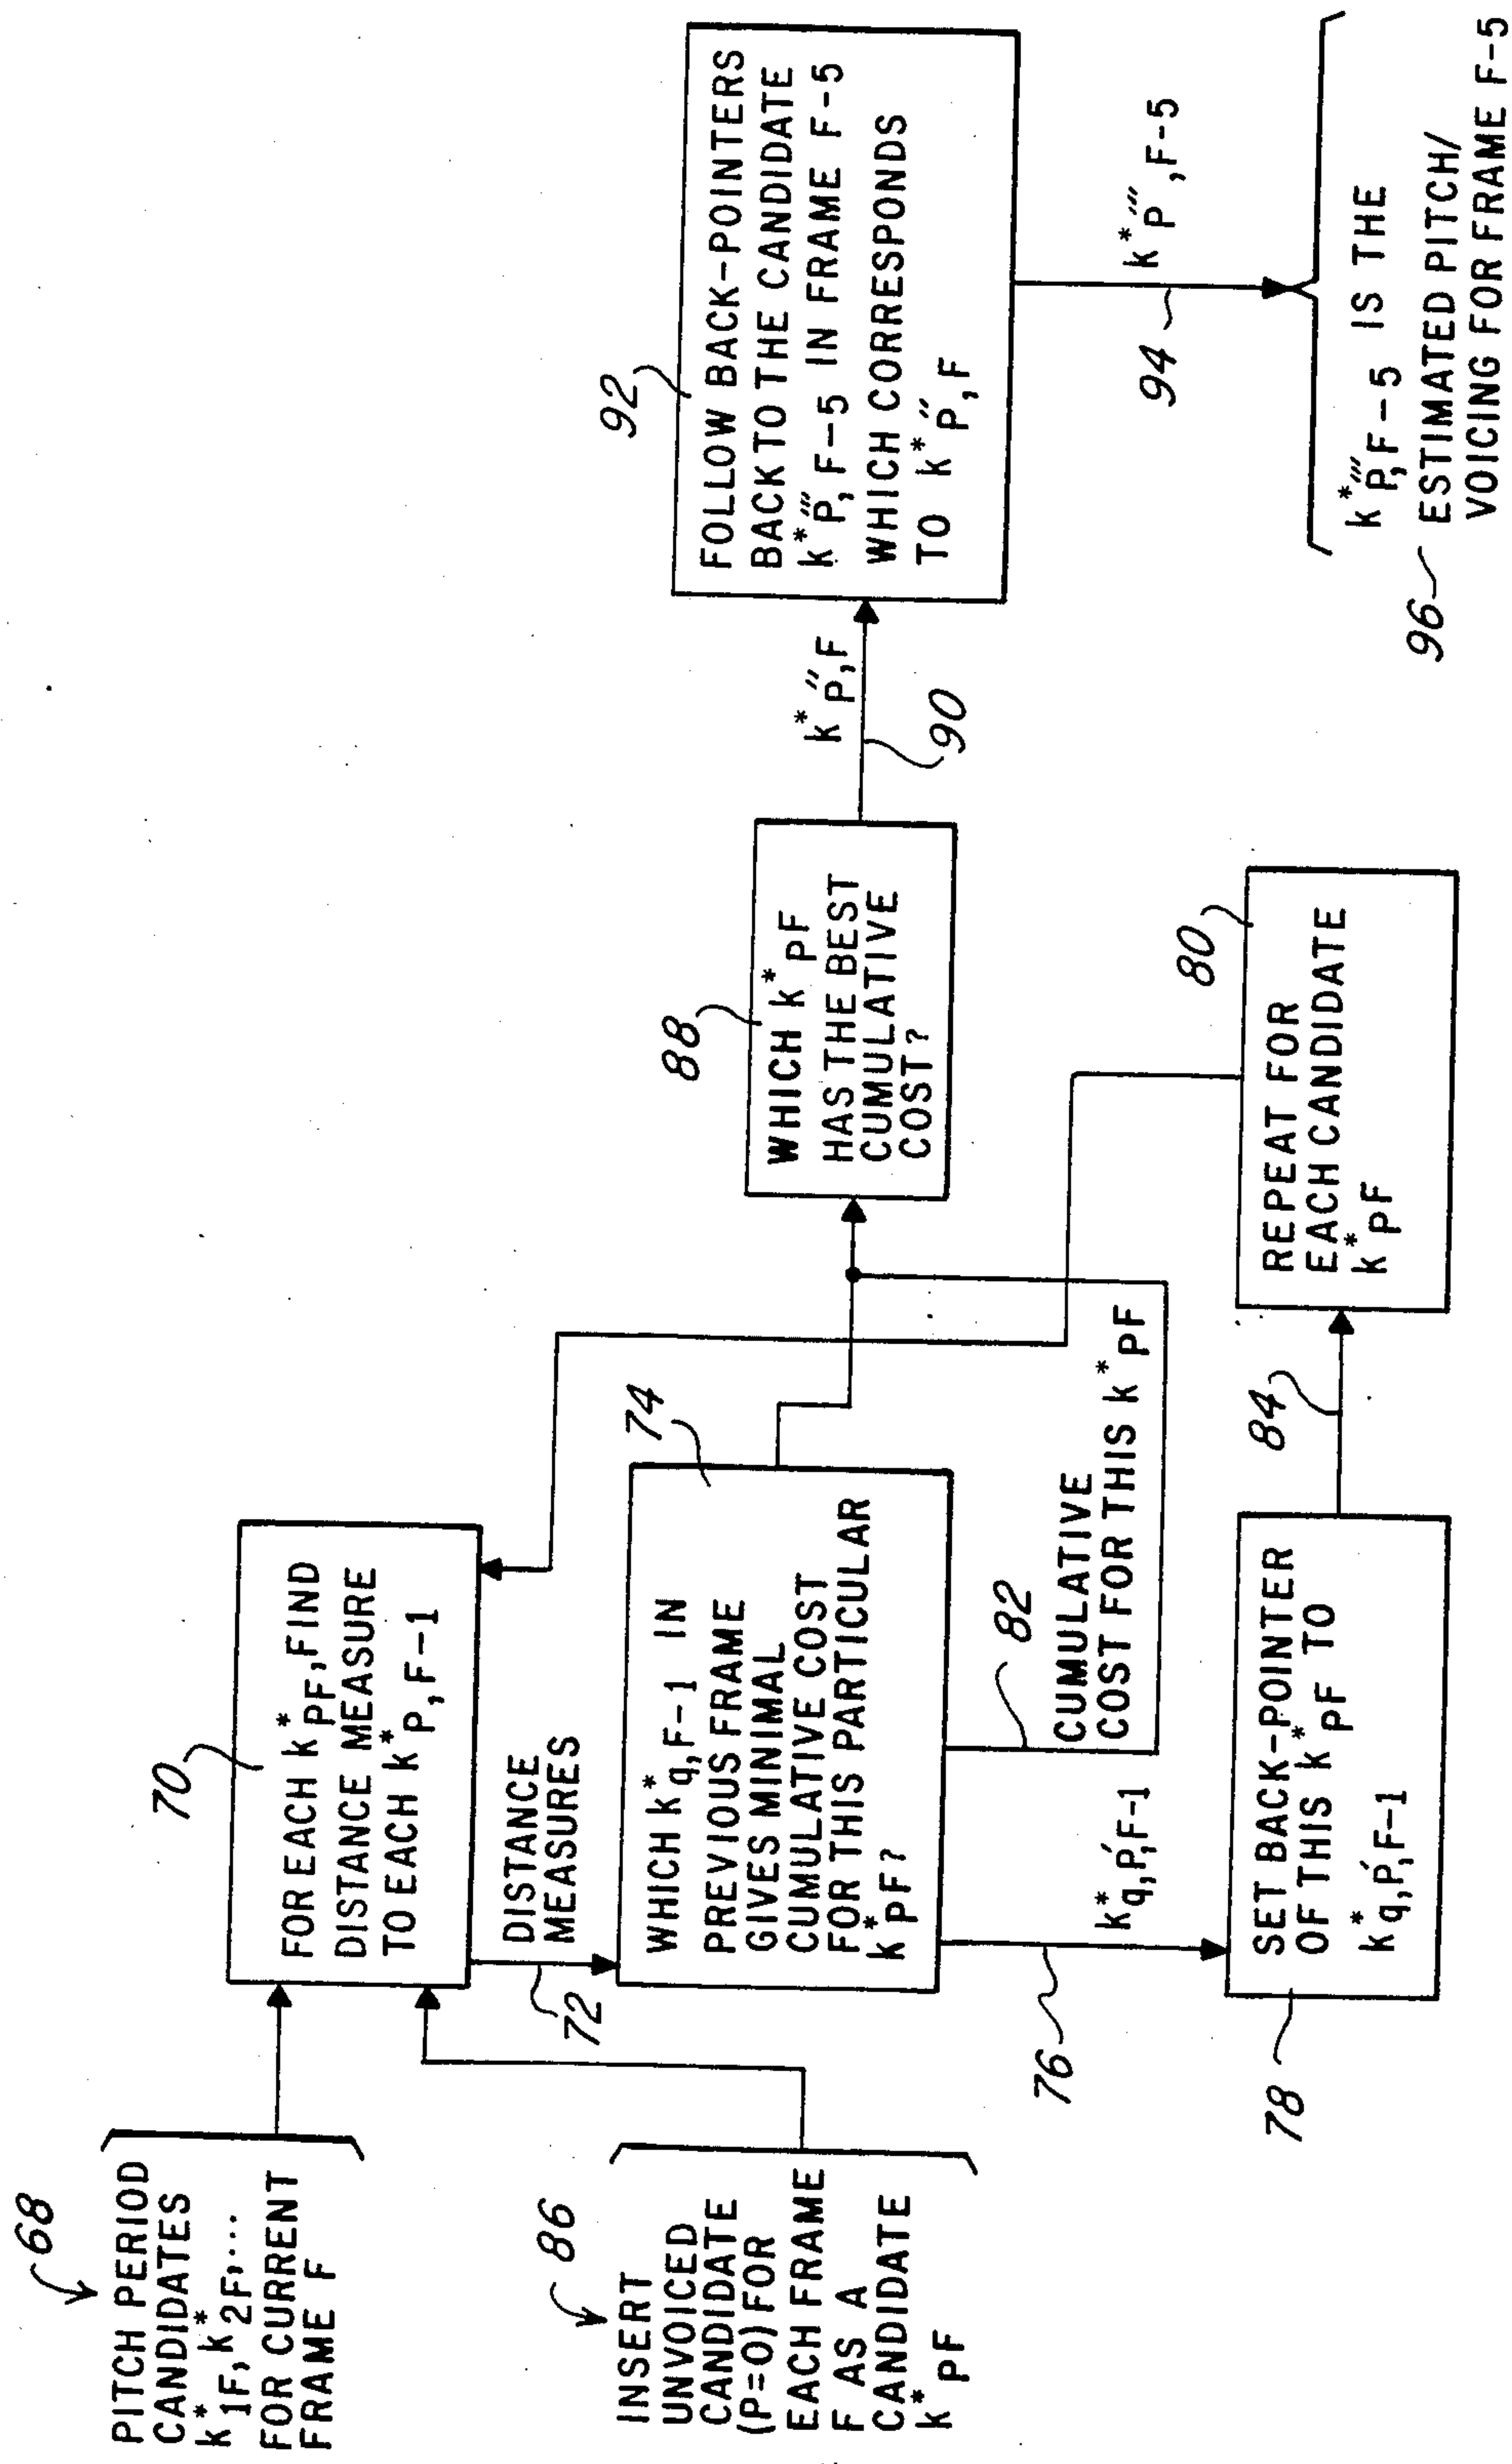 68
PITCH PERIOD
CANDIDATES
k*1F, k*2F,...
FOR CURRENT
FRAME F
86
INSERT
UNVOICED
CANDIDATE
(P=0) FOR
EACH FRAME
F AS A
CANDIDATE
k*PF
70
FOR EACH k*PF, FIND
DISTANCE MEASURE
TO EACH k*P,F-1
72
DISTANCE
MEASURES
74
WHICH k*q,F-1 IN
PREVIOUS FRAME
GIVES MINIMAL
CUMULATIVE COST
FOR THIS PARTICULAR
k*PF?
76
k*q,P',F-1
82
CUMULATIVE
COST FOR THIS k*PF
78
SET BACK-POINTER
OF THIS k*PF TO
k*q,P',F-1
84
80
REPEAT FOR
EACH CANDIDATE
k*PF
88
WHICH k*PF
HAS THE BEST
CUMULATIVE
COST?
k*P'',F
90
92
FOLLOW BACK-POINTERS
BACK TO THE CANDIDATE
k*P''',F-5 IN FRAME F-5
WHICH CORRESPONDS
TO k*P'',F
94
k*P''',F-5
k*P''',F-5 IS THE
96
ESTIMATED PITCH/
VOICING FOR FRAME F-5